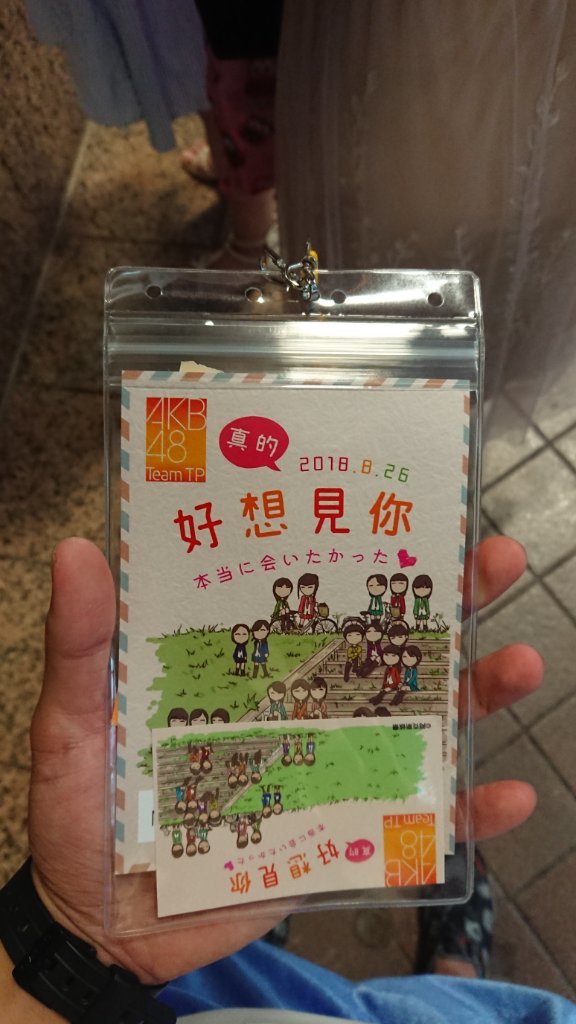 AKB
48
Team TP
真的
2018.8.26
好想見你
本当に会いたかった
AKB
48
Team TP
真的
好想見你
本当に会いたかった